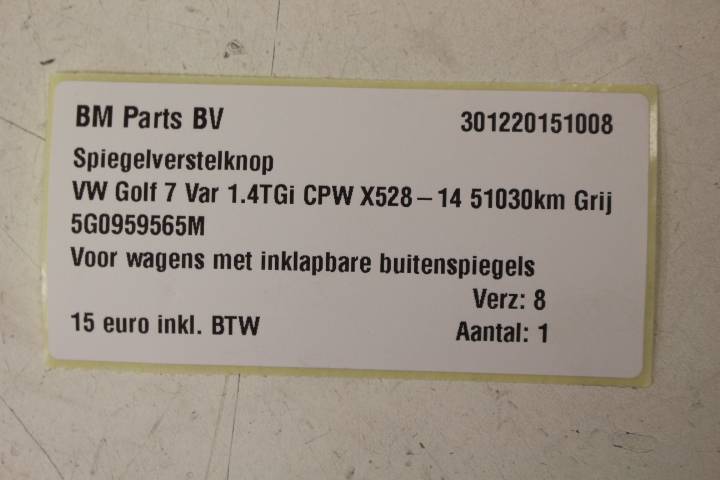 BM Parts BV 301220151008
Spiegelverstelknop
VW Golf 7 Var 1.4TGi CPW X528 – 14 51030km Grij
5G0959565M
Voor wagens met inklapbare buitenspiegels
Verz: 8
15 euro inkl. BTW Aantal: 1